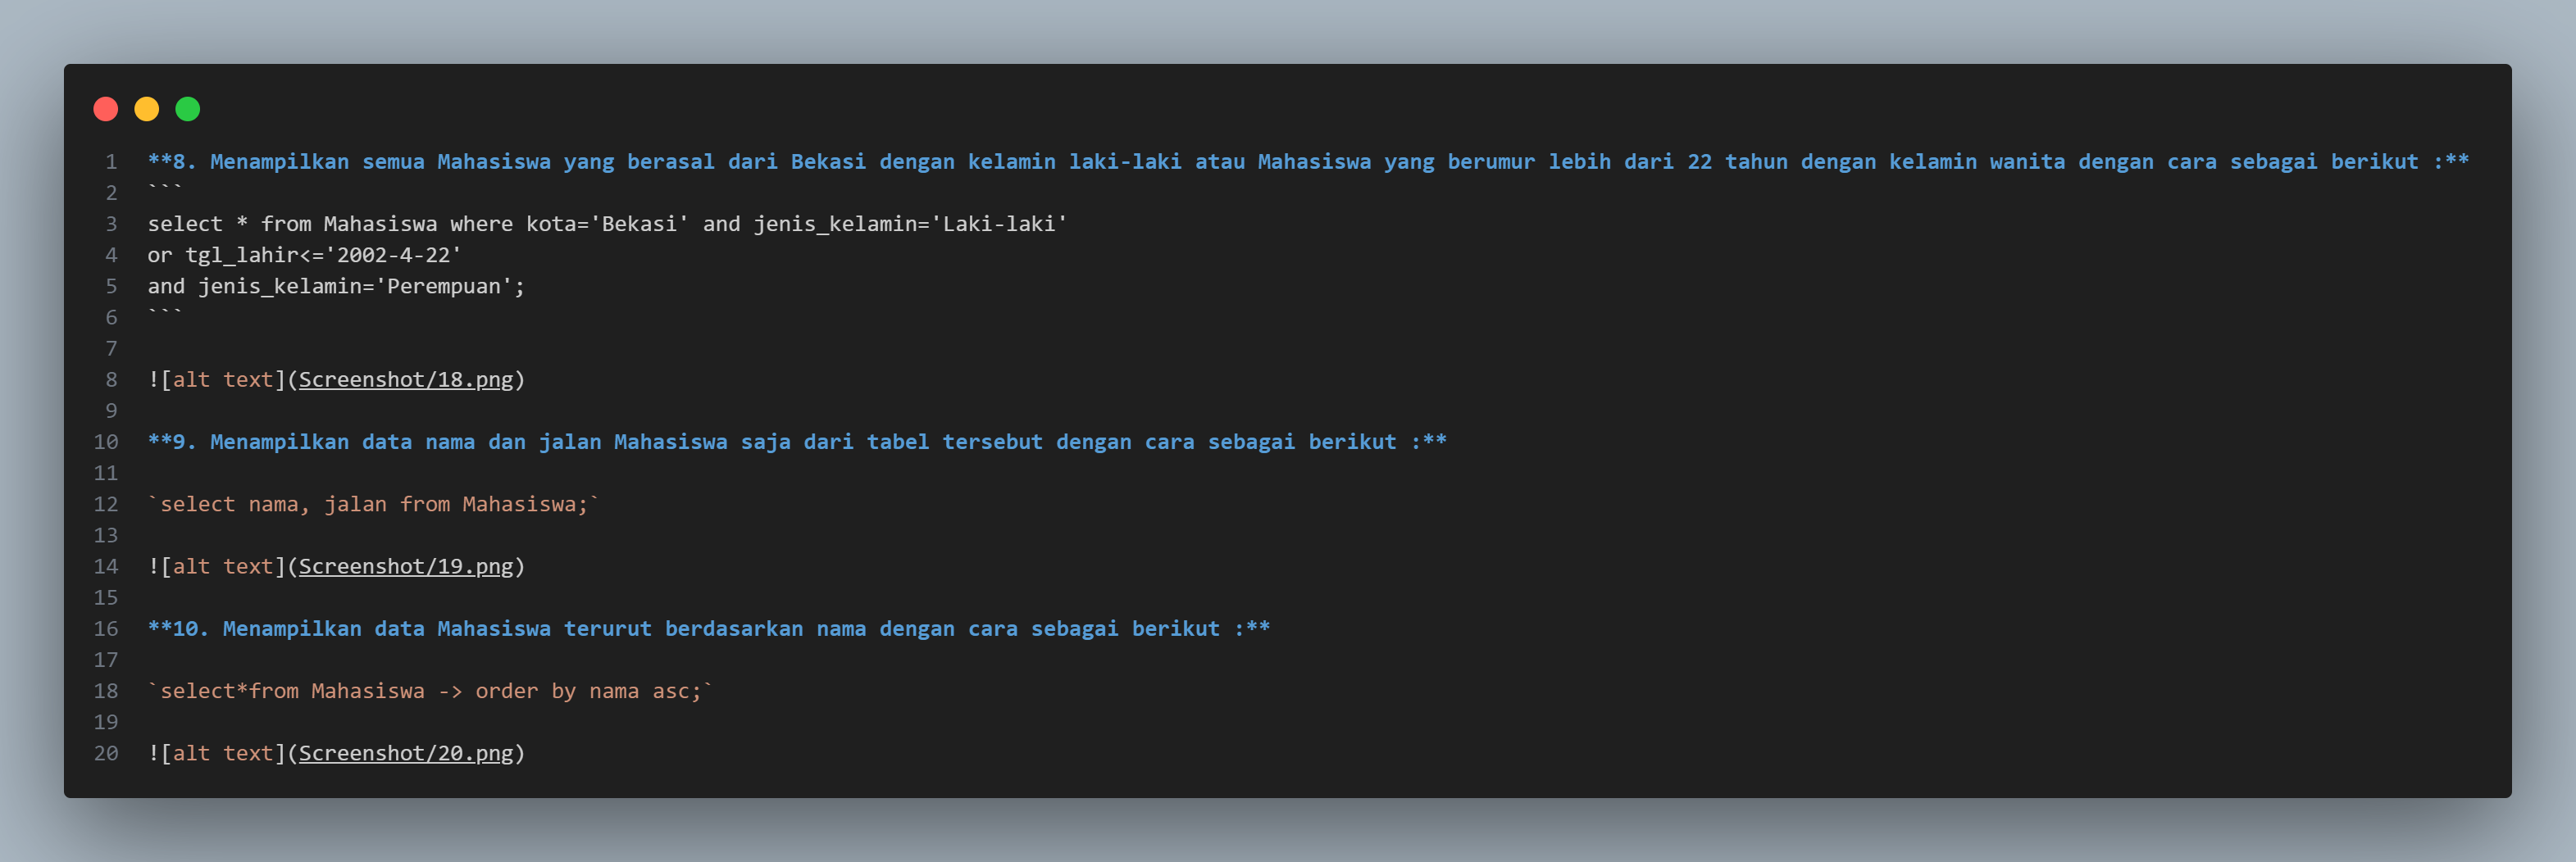 1 **8. Menampilkan semua Mahasiswa yang berasal dari Bekasi dengan kelamin laki-laki atau Mahasiswa yang berumur lebih dari 22 tahun dengan kelamin wanita dengan cara sebagai berikut :**
2 ```
3 select * from Mahasiswa where kota='Bekasi' and jenis_kelamin='Laki-laki'
4 or tgl_lahir<='2002-4-22'
5 and jenis_kelamin='Perempuan';
6 ```
7
8 ![alt text](Screenshot/18.png)
9
10 **9. Menampilkan data nama dan jalan Mahasiswa saja dari tabel tersebut dengan cara sebagai berikut :**
11
12 `select nama, jalan from Mahasiswa;`
13
14 ![alt text](Screenshot/19.png)
15
16 **10. Menampilkan data Mahasiswa terurut berdasarkan nama dengan cara sebagai berikut :**
17
18 `select*from Mahasiswa -> order by nama asc;`
19
20 ![alt text](Screenshot/20.png)